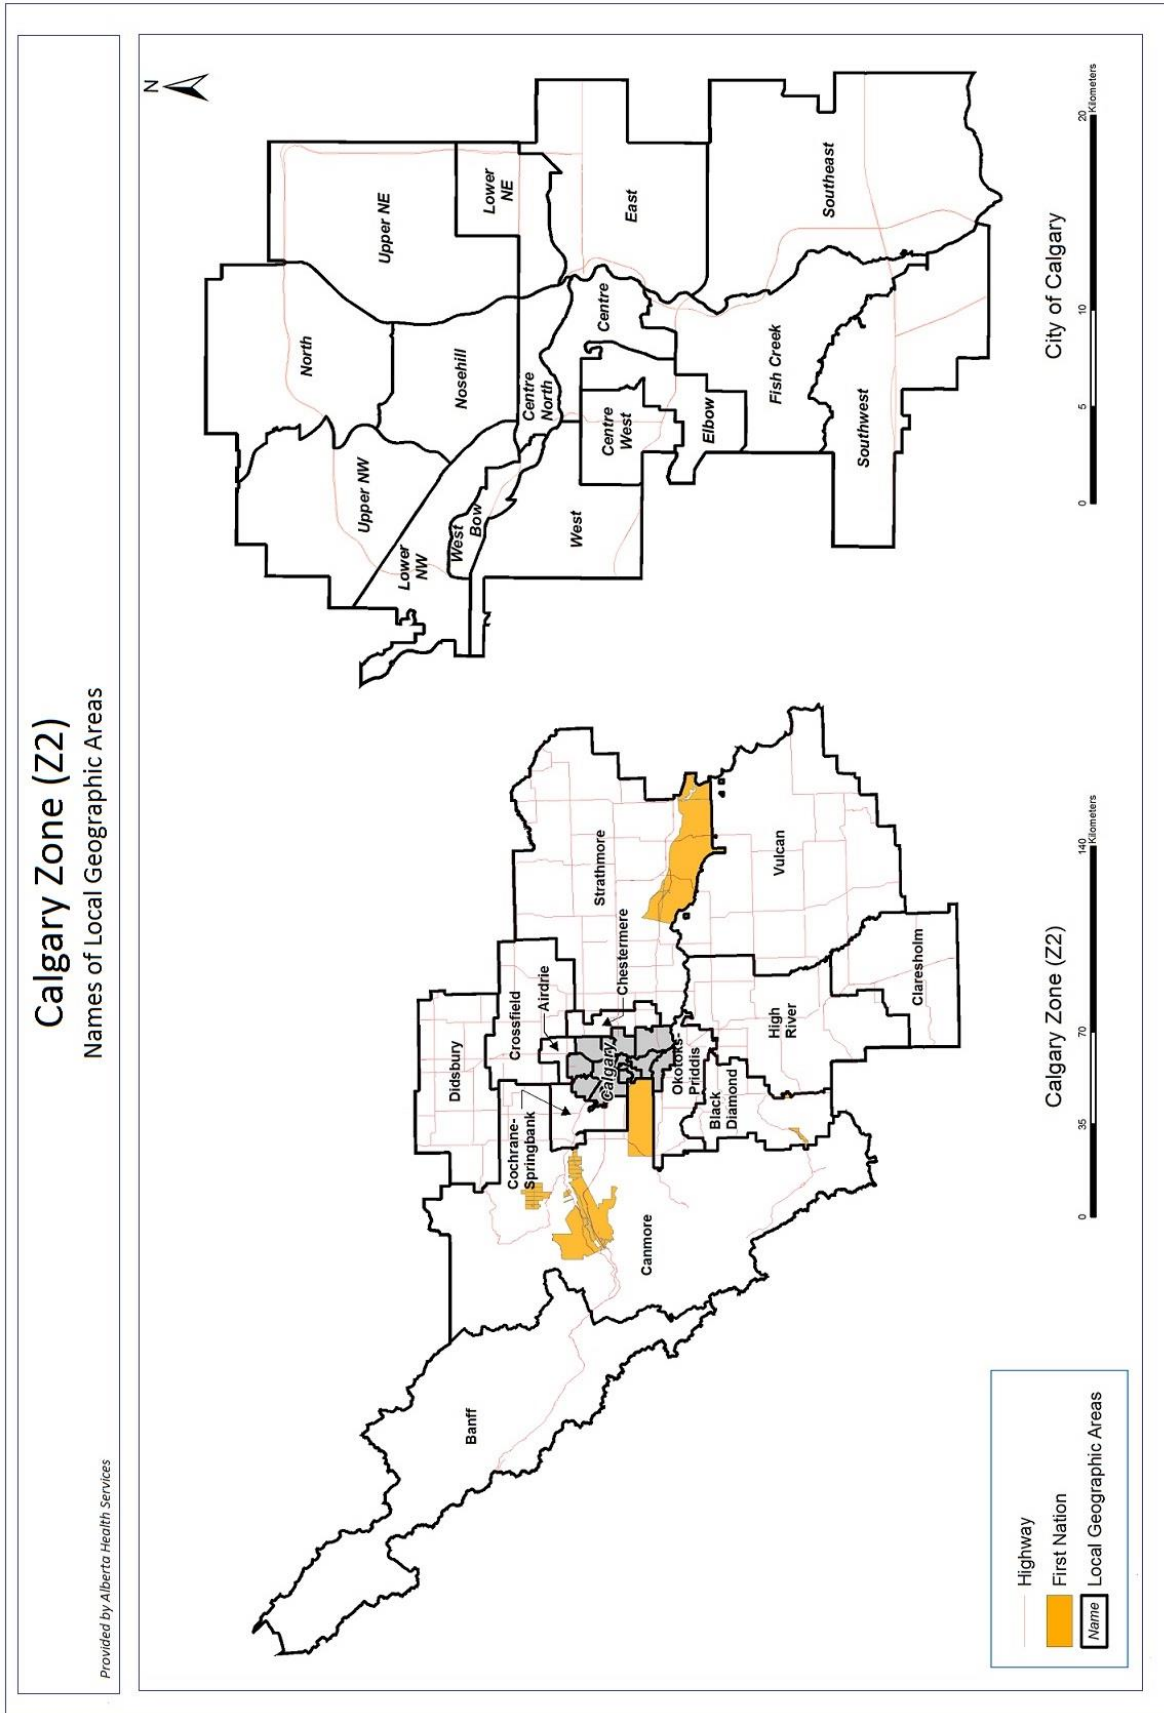 Calgary Zone (Z2)
Names of Local Geographic Areas
Provided by Alberta Health Services
Banff
Canmore
Cochrane-
Springbank
Didsbury
Crossfield
Airdrie
Chestermere
Strathmore
Calgary
Okotoks-
Priddis
Black
Diamond
High
River
Vulcan
Claresholm
Highway
First Nation
Name
Local Geographic Areas
0
35
70
140
Kilometers
Calgary Zone (Z2)
N
North
Upper NE
Upper NW
Nosehill
Lower
NE
Lower
NW
West
Bow
Centre
North
West
Centre
West
Centre
East
Elbow
Fish Creek
Southwest
Southeast
0
5
10
20
Kilometers
City of Calgary